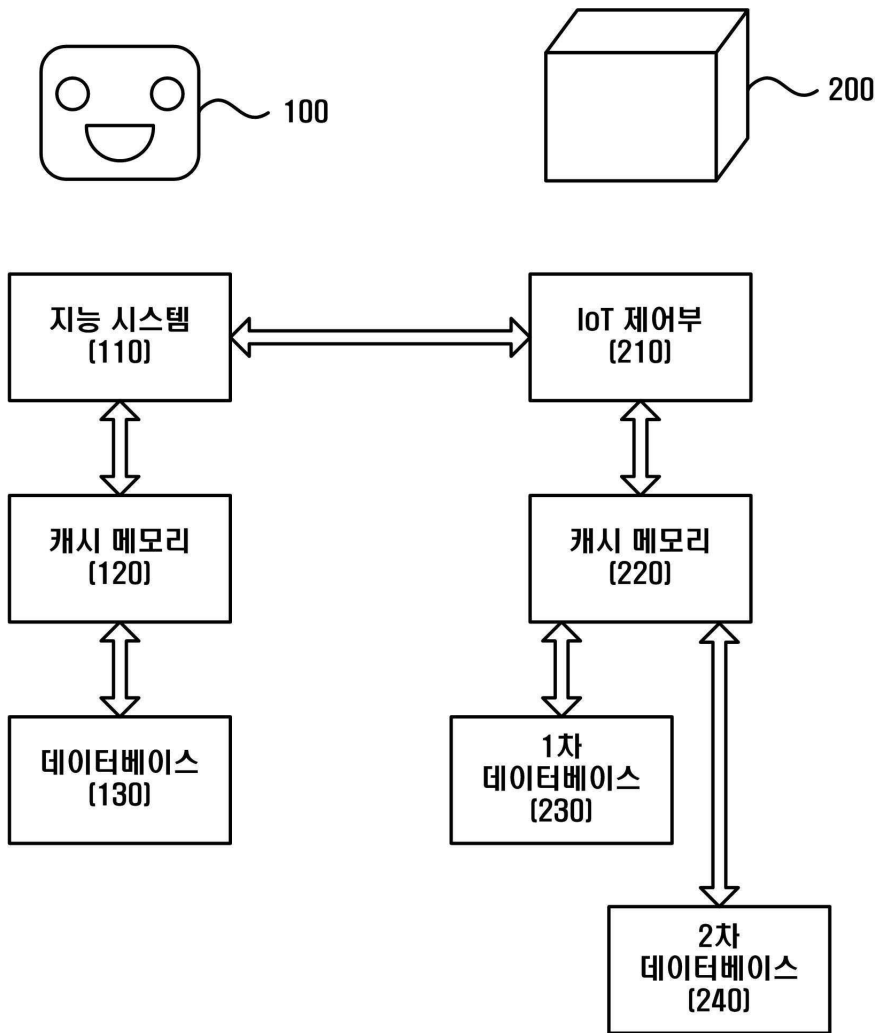 100
200
지능 시스템
(110)
IoT 제어부
(210)
캐시 메모리
(120)
캐시 메모리
(220)
데이터베이스
(130)
1차
데이터베이스
(230)
2차
데이터베이스
(240)